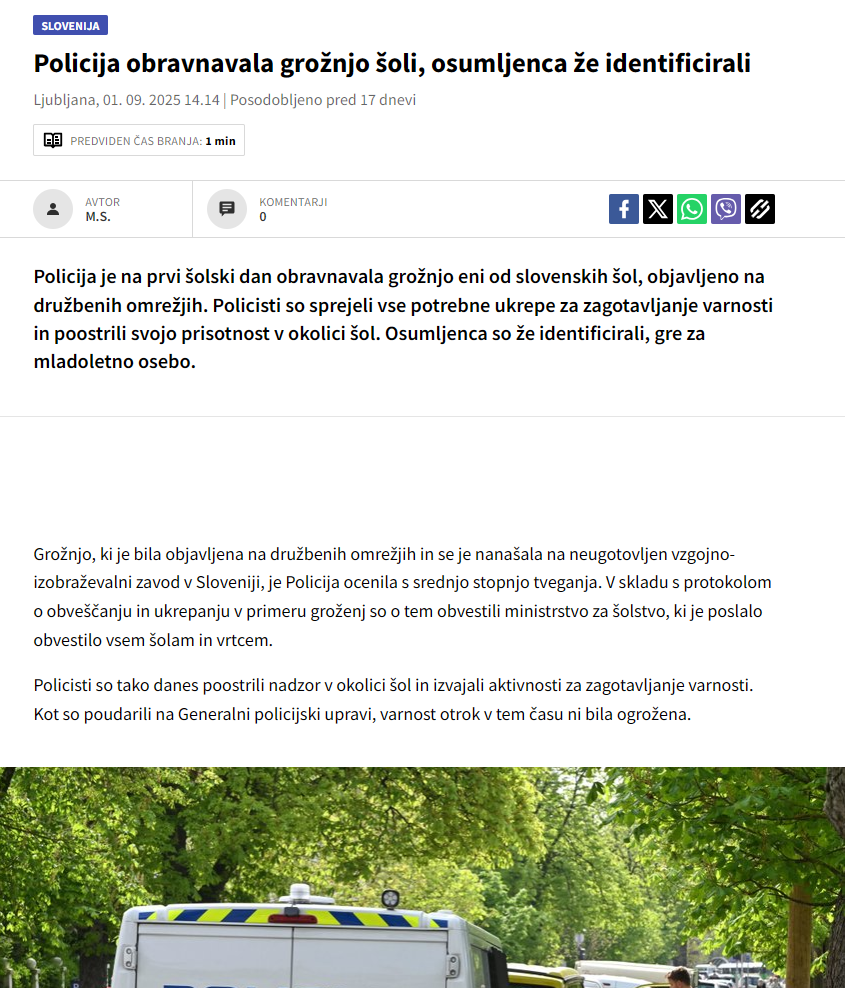 SLOVENIJA
Policija obravnavala grožnjo šoli, osumljenca že identificirali
Ljubljana, 01. 09. 2025 14.14 | Posodobljeno pred 17 dnevi
PREDVIDEN ČAS BRANJA: 1 min
AVTOR
M.S.
KOMENTARJI
0
Policija je na prvi šolski dan obravnavala grožnjo eni od slovenskih šol, objavljeno na
družbenih omrežjih. Policisti so sprejeli vse potrebne ukrepe za zagotavljanje varnosti
in poostrili svojo prisotnost v okolici šol. Osumljenca so že identificirali, gre za
mladoletno osebo.
Grožnjo, ki je bila objavljena na družbenih omrežjih in se je nanašala na neugotovljen vzgojno-
izobraževalni zavod v Sloveniji, je Policija ocenila s srednjo stopnjo tveganja. V skladu s protokolom
o obveščanju in ukrepanju v primeru groženj so o tem obvestili ministrstvo za šolstvo, ki je poslalo
obvestilo vsem šolam in vrtcem.
Policisti so tako danes poostrili nadzor v okolici šol in izvajali aktivnosti za zagotavljanje varnosti.
Kot so poudarili na Generalni policijski upravi, varnost otrok v tem času ni bila ogrožena.